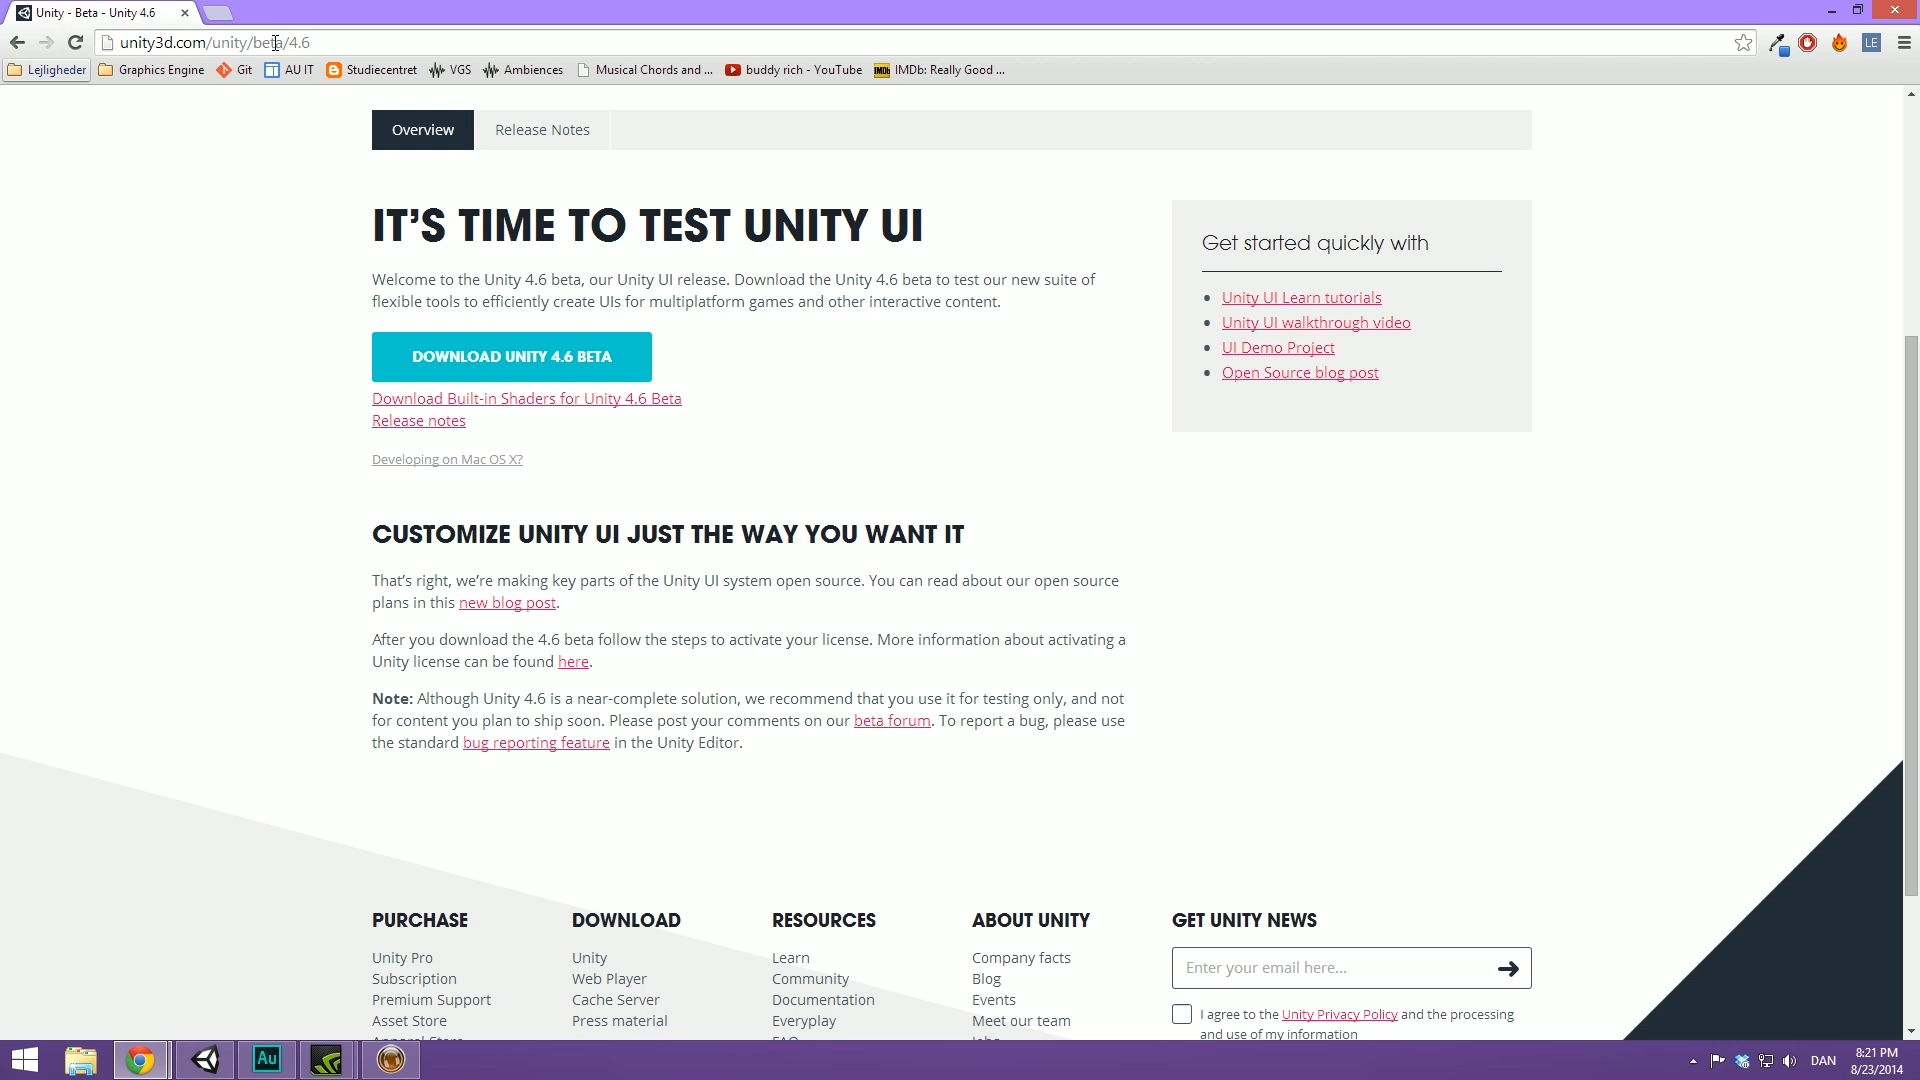 Unity - Beta - Unity 4.6
unity3d.com/unity/beta/4.6
LE
Lejligheder
Graphics Engine
Git
AU IT
Studiecentret
VGS
Ambiences
Musical Chords and ...
buddy rich - YouTube
IMDb
IMDb: Really Good ...
Overview
Release Notes
IT’S TIME TO TEST UNITY UI
Welcome to the Unity 4.6 beta, our Unity UI release. Download the Unity 4.6 beta to test our new suite of
flexible tools to efficiently create UIs for multiplatform games and other interactive content.
DOWNLOAD UNITY 4.6 BETA
Download Built-in Shaders for Unity 4.6 Beta
Release notes
Developing on Mac OS X?
Get started quickly with
Unity UI Learn tutorials
Unity UI walkthrough video
UI Demo Project
Open Source blog post
CUSTOMIZE UNITY UI JUST THE WAY YOU WANT IT
That’s right, we’re making key parts of the Unity UI system open source. You can read about our open source
plans in this new blog post.
After you download the 4.6 beta follow the steps to activate your license. More information about activating a
Unity license can be found here.
Note: Although Unity 4.6 is a near-complete solution, we recommend that you use it for testing only, and not
for content you plan to ship soon. Please post your comments on our beta forum. To report a bug, please use
the standard bug reporting feature in the Unity Editor.
PURCHASE
Unity Pro
Subscription
Premium Support
Asset Store
DOWNLOAD
Unity
Web Player
Cache Server
Press material
RESOURCES
Learn
Community
Documentation
Everyplay
FAQ
ABOUT UNITY
Company facts
Blog
Events
Meet our team
Jobs
GET UNITY NEWS
Enter your email here...
I agree to the Unity Privacy Policy and the processing
and use of my information
Au
DAN
8:21 PM
8/23/2014